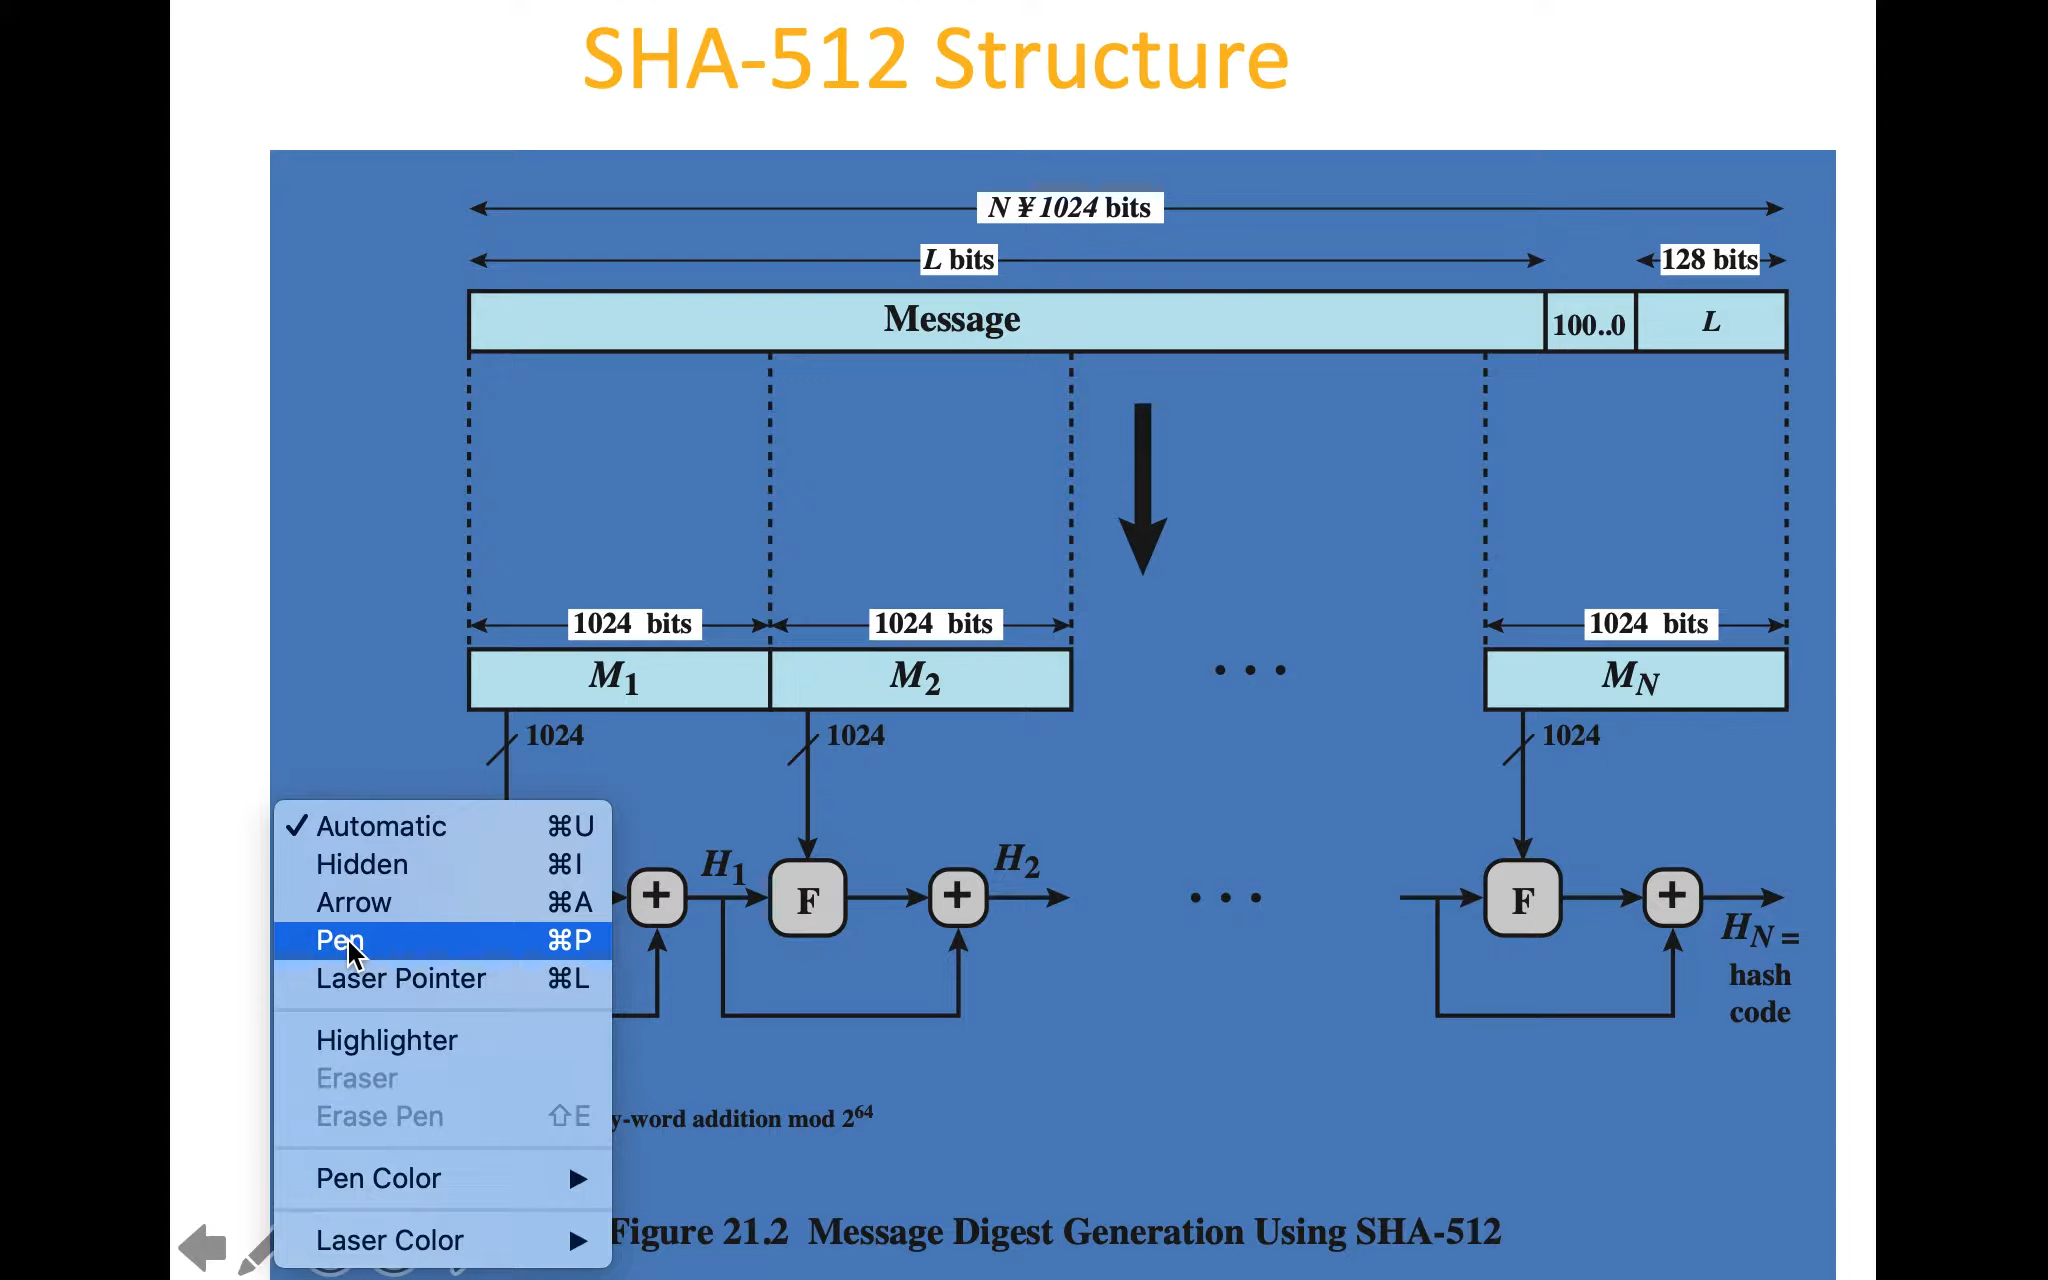 SHA-512 Structure
N ¥ 1024 bits
L bits
128 bits
Message
100..0
L
1024 bits
1024 bits
1024 bits
M1
M2
MN
1024
1024
1024
✓ Automatic ⌘U
Hidden ⌘I
Arrow ⌘A
Pen ⌘P
Laser Pointer ⌘L
Highlighter
Eraser
Erase Pen ⇧E
Pen Color ▶
Laser Color ▶
+
H1
F
+
H2
F
+
HN =
hash
code
y-word addition mod 2^64
Figure 21.2 Message Digest Generation Using SHA-512